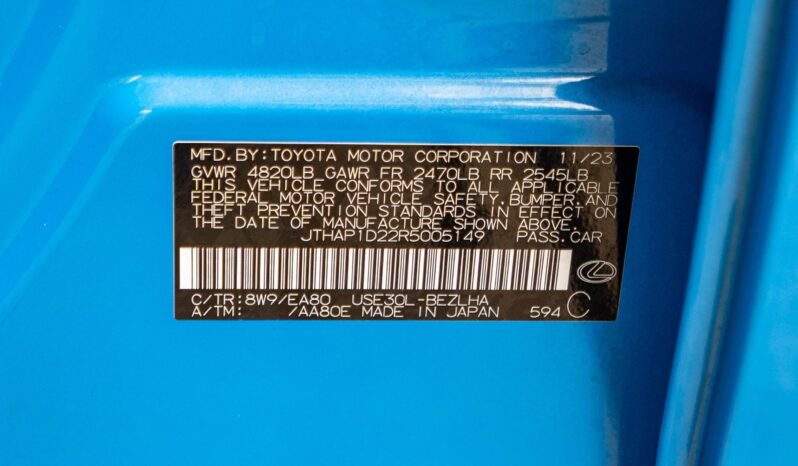 MFD.BY:TOYOTA MOTOR CORPORATION 11/23
GVWR 4820LB GAWR FR 2470LB RR 2545LB
THIS VEHICLE CONFORMS TO ALL APPLICABLE
FEDERAL MOTOR VEHICLE SAFETY,BUMPER,AND
THEFT PREVENTION STANDARDS IN EFFECT ON
THE DATE OF MANUFACTURE SHOWN ABOVE.
JTHAP1D22R5005149 PASS.CAR
C/TR:8W9/EA80 USE30L-BEZLHA
A/TM: /AA80E MADE IN JAPAN 594 C